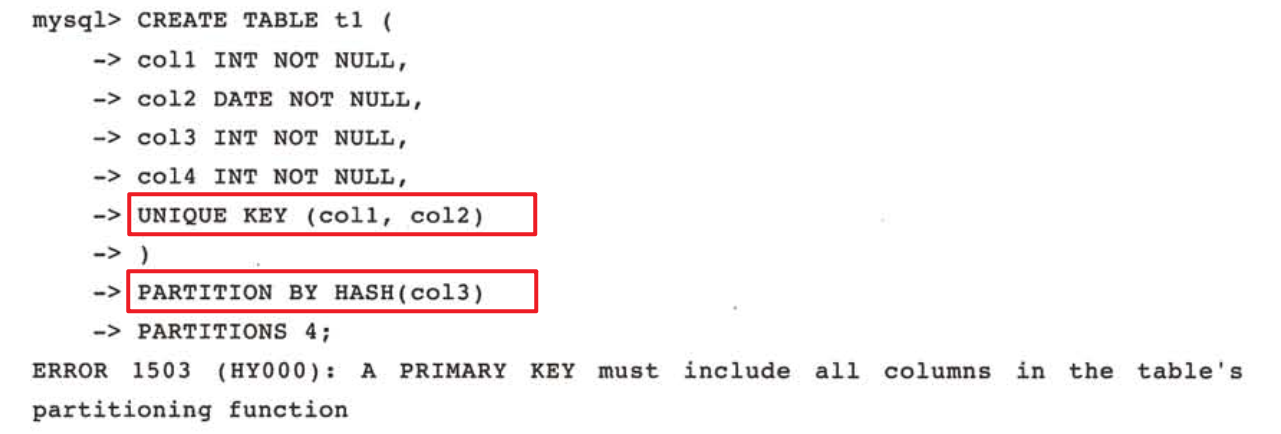 mysql> CREATE TABLE t1 (
-> col1 INT NOT NULL,
-> col2 DATE NOT NULL,
-> col3 INT NOT NULL,
-> col4 INT NOT NULL,
-> UNIQUE KEY (col1, col2)
-> )
-> PARTITION BY HASH(col3)
-> PARTITIONS 4;
ERROR 1503 (HY000): A PRIMARY KEY must include all columns in the table's
partitioning function